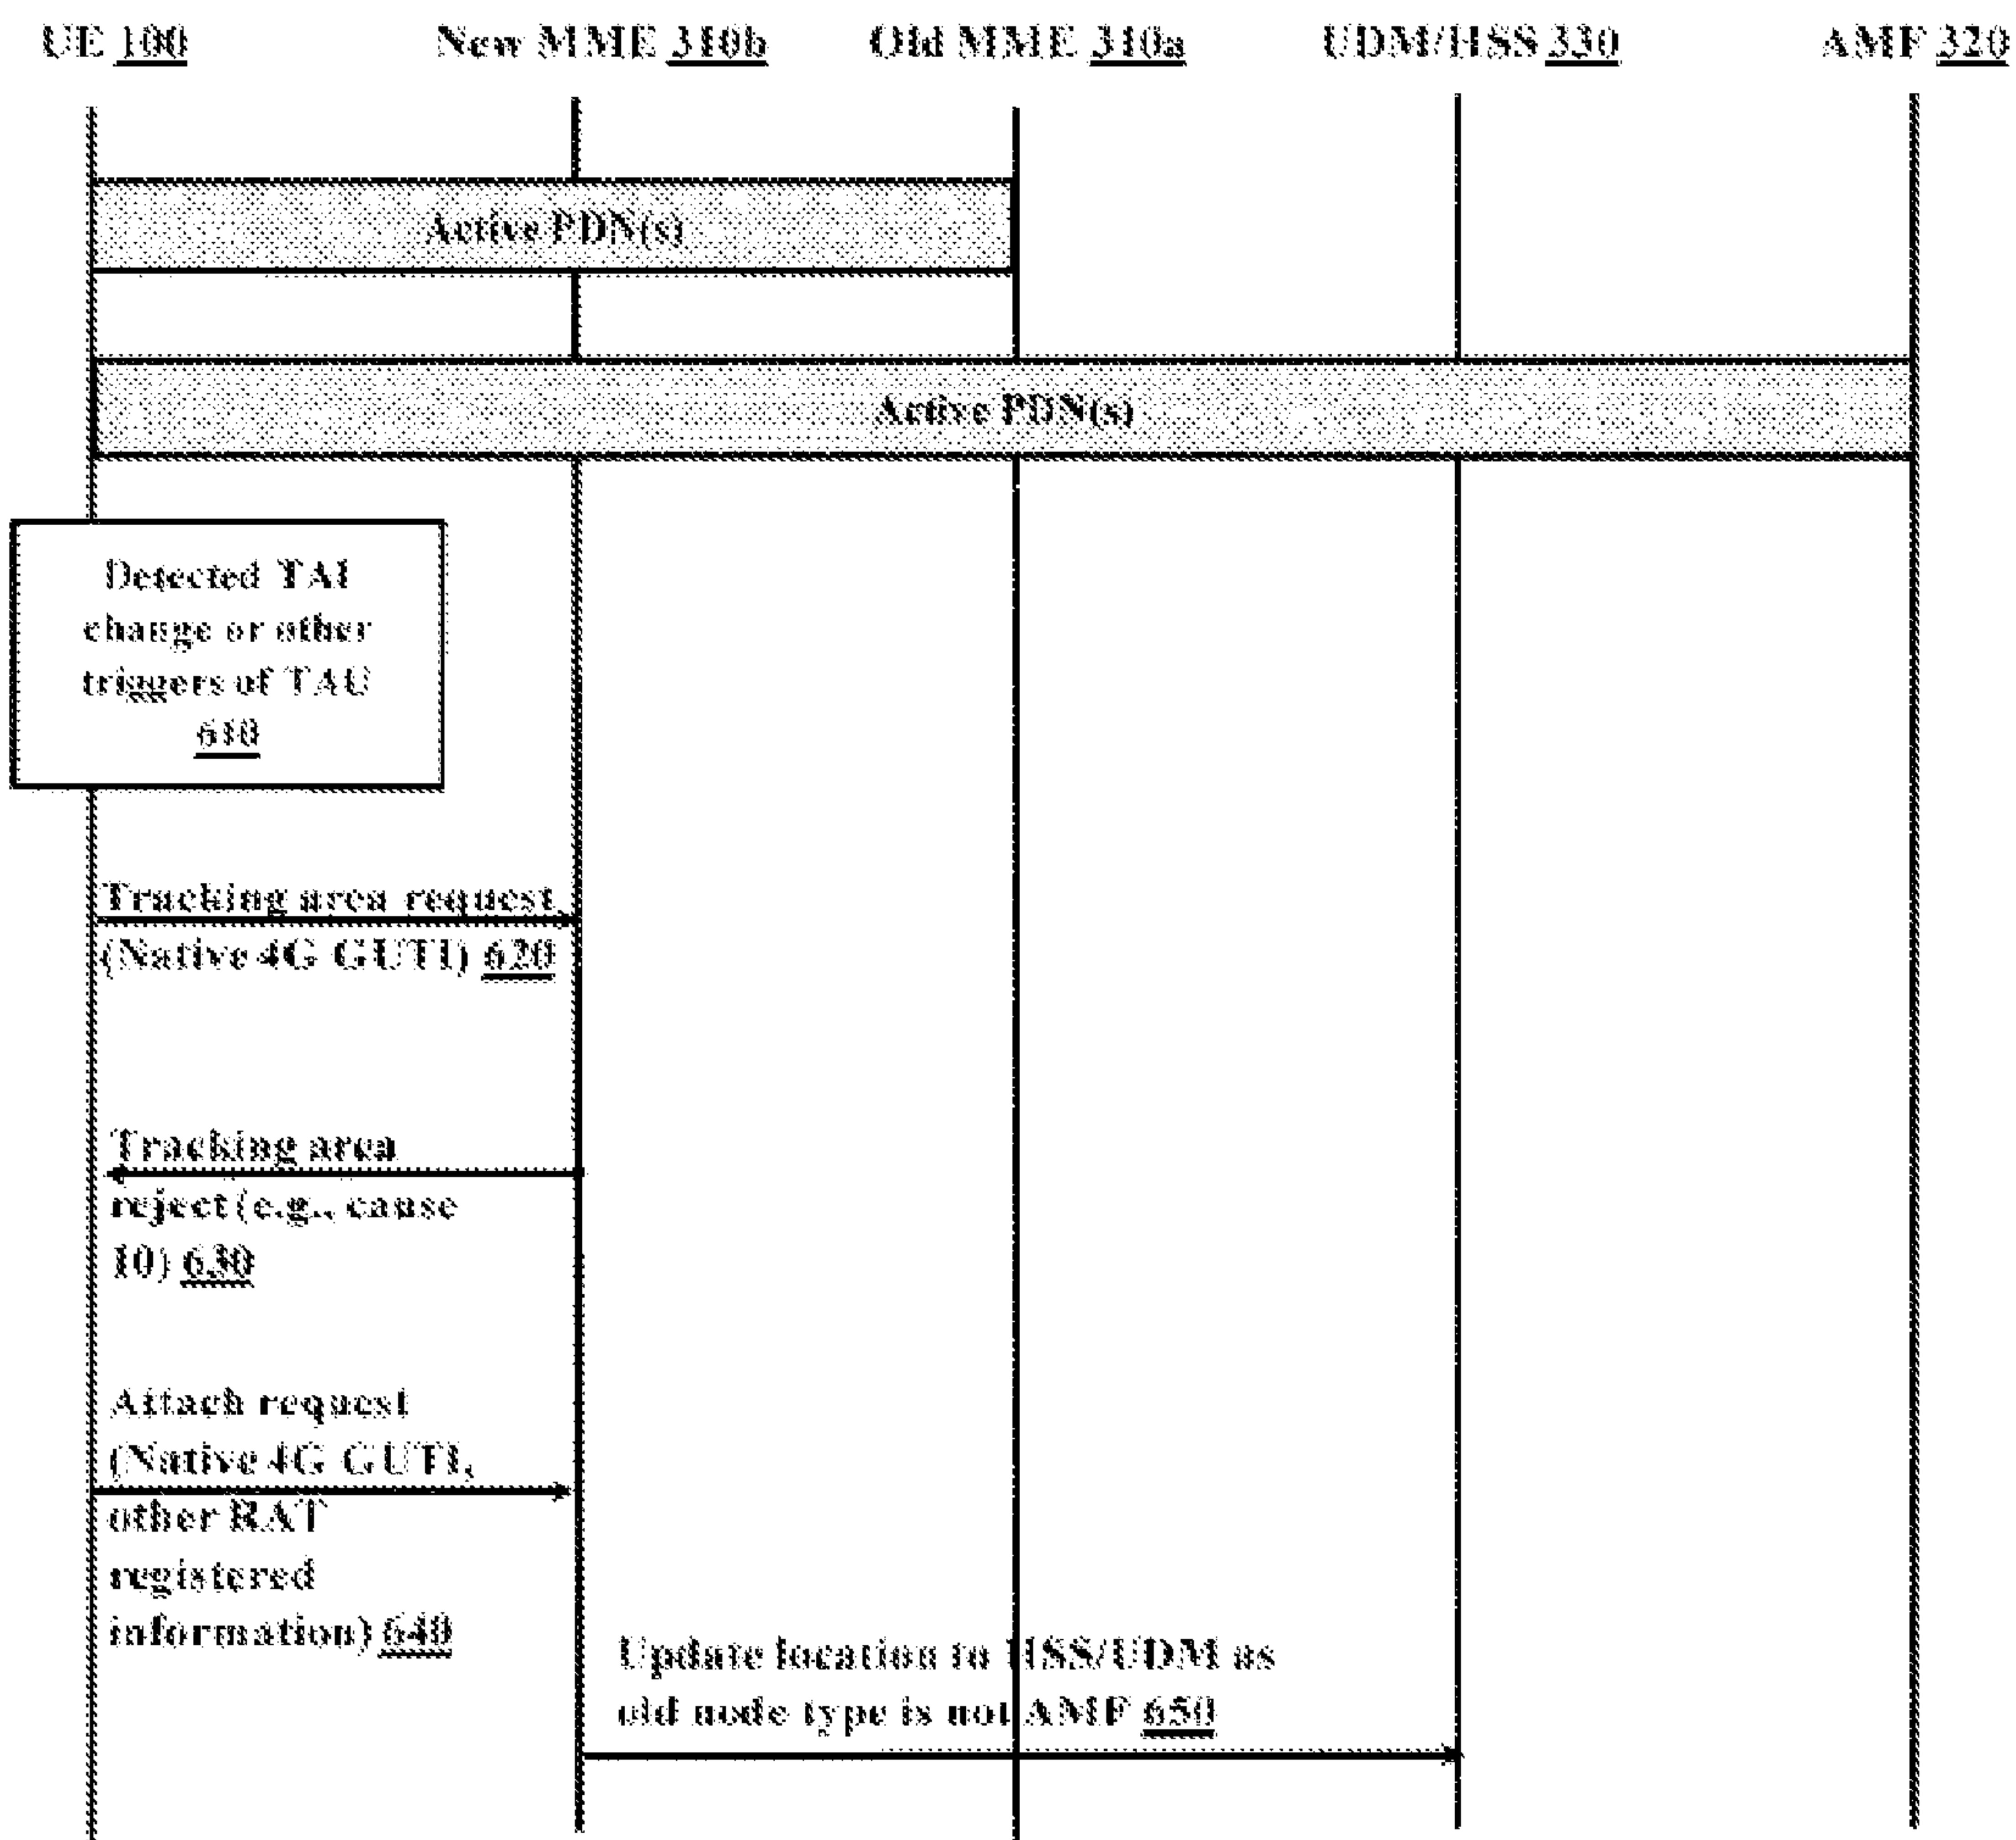 UE 100
New MME 310b
Old MME 310a
UDM/HSS 330
AMF 320
Active PDN(s)
Active PDN(s)
Detected TAI
change or other
triggers of TAU
610
Tracking area request
(Native 4G GUTI) 620
Tracking area
reject (e.g., cause
10) 630
Attach request
(Native 4G GUTI,
other RAT
registered
information) 640
Update location to HSS/UDM as
old node type is not AMF 650